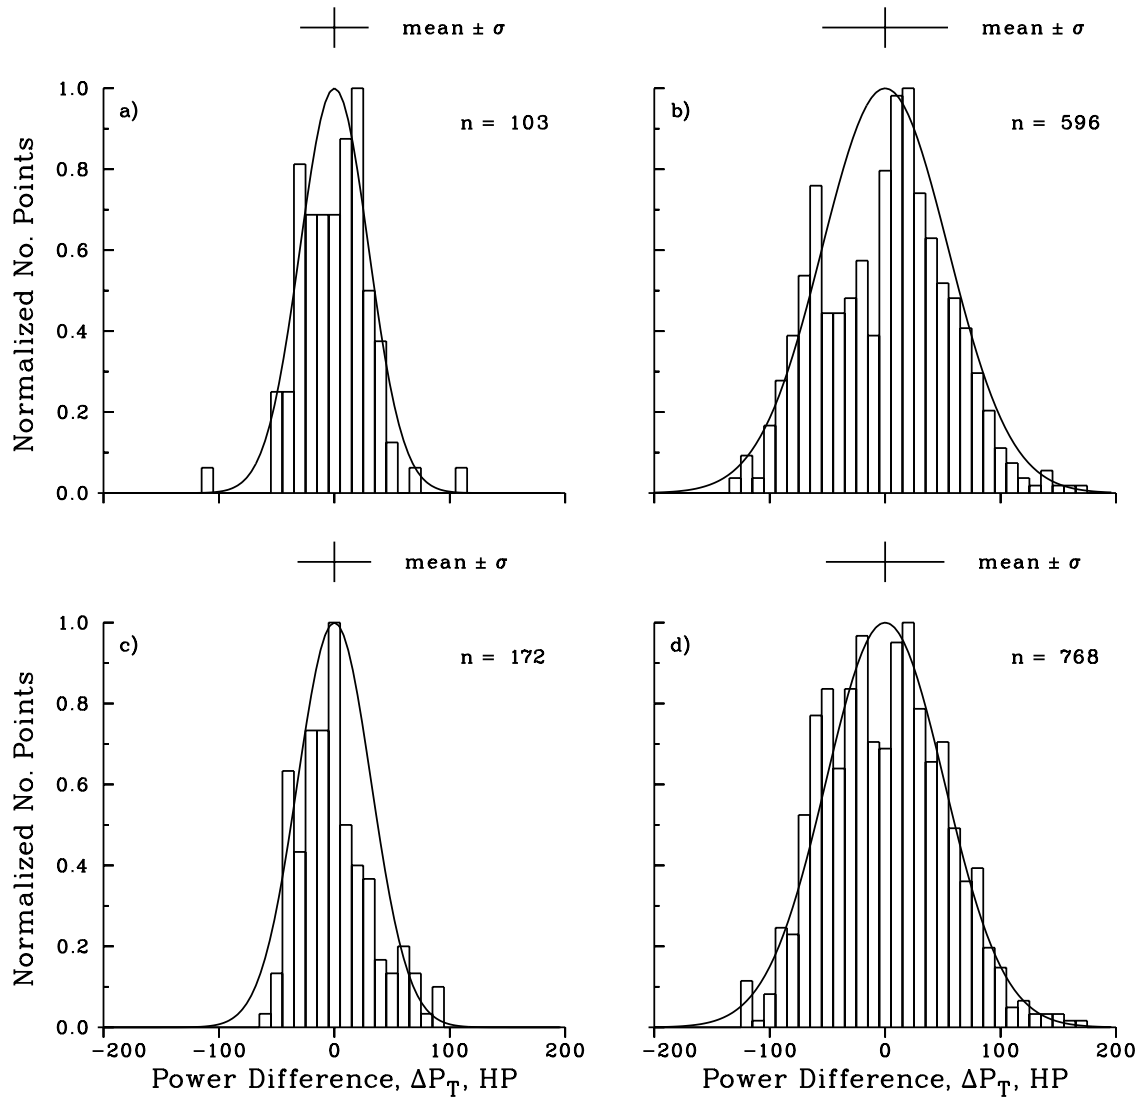 mean ± σ
mean ± σ
a)
n = 103
b)
n = 596
Normalized No. Points
1.0
0.8
0.6
0.4
0.2
0.0
mean ± σ
mean ± σ
c)
n = 172
d)
n = 768
Normalized No. Points
1.0
0.8
0.6
0.4
0.2
0.0
-200 -100 0 100 200
-200 -100 0 100 200
Power Difference, ΔP_T, HP
Power Difference, ΔP_T, HP